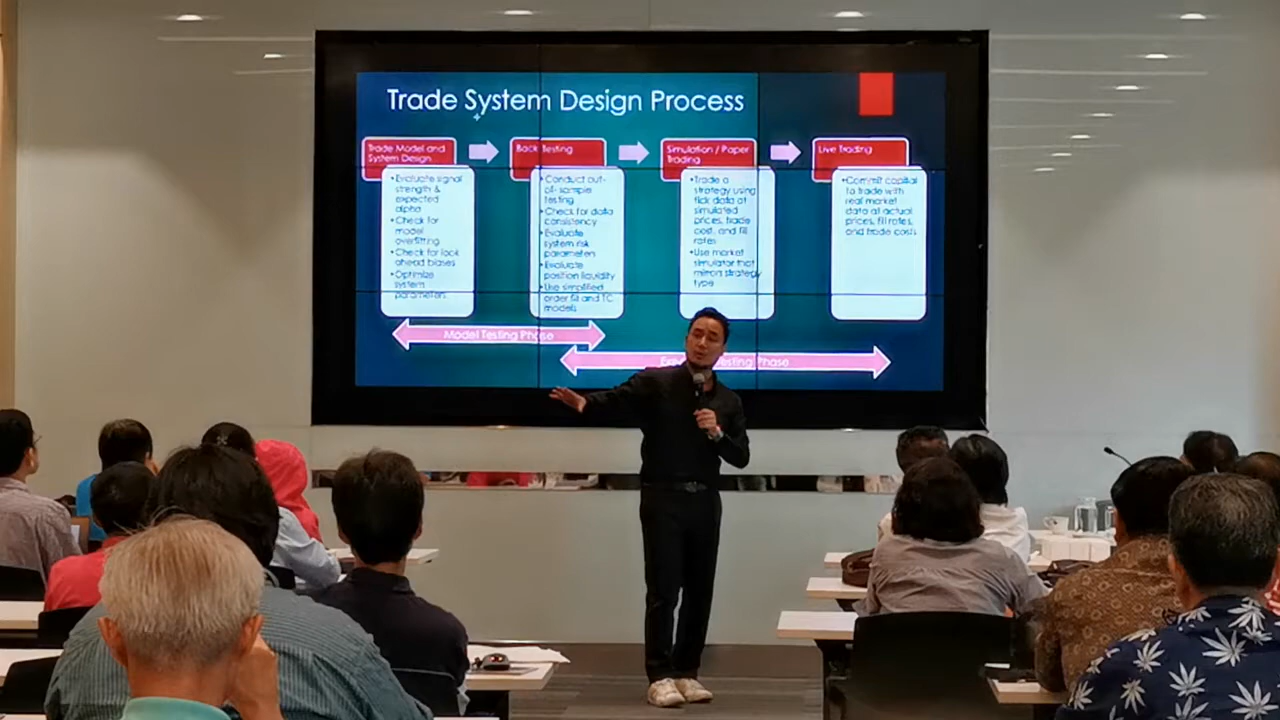 Trade System Design Process
Trade Model and
System Design
•Evaluate signal
strength &
expected
alpha
•Check for
model
overfitting
•Check for look
ahead biases
•Optimize
system
parameters
Back Testing
•Conduct out-
of- sample
testing
•Check for data
consistency
•Evaluate
system risk
parameters
•Evaluate
position liquidity
•Use simplified
order fill and TC
models
Simulation / Paper
Trading
•Trade a
strategy using
tick data at
simulated
prices, trade
cost, and fill
rates
•Use market
simulator that
mirrors strategy
type
Live Trading
•Commit capital
to trade with
real market
data at actual
prices, fill rates,
and trade costs
Model Testing Phase
Testing Phase